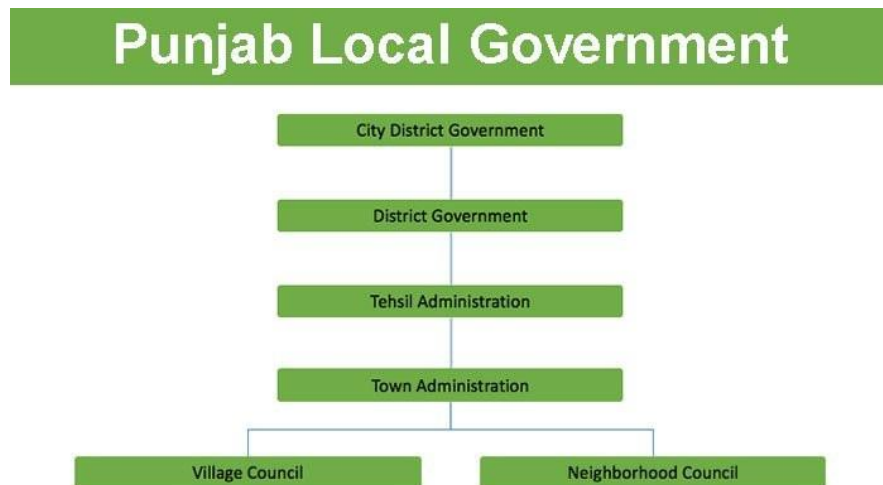 Punjab Local Government
City District Government
District Government
Tehsil Administration
Town Administration
Village Council
Neighborhood Council